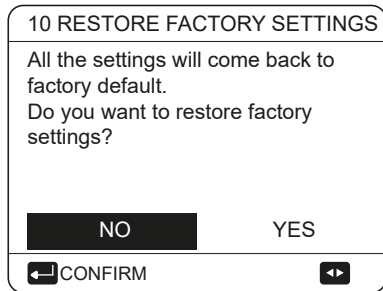 10 RESTORE FACTORY SETTINGS
All the settings will come back to
factory default.
Do you want to restore factory
settings?
NO YES
CONFIRM